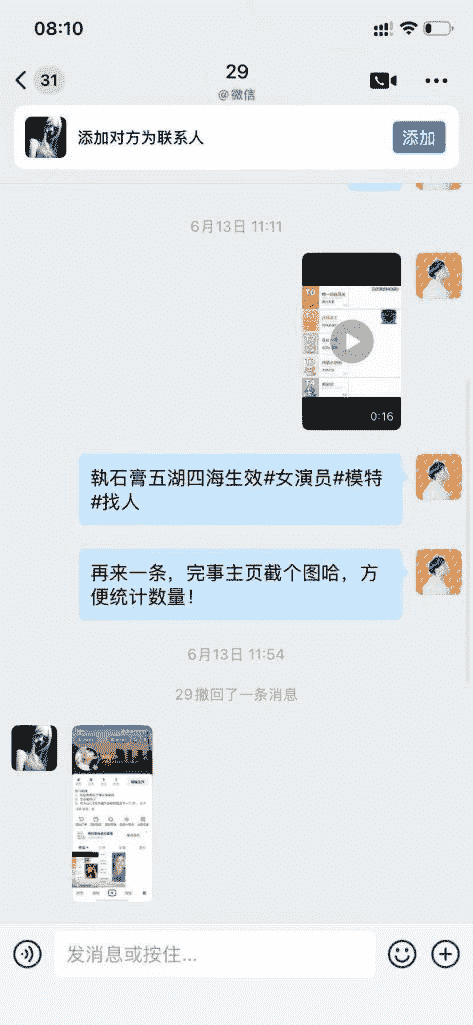 08:10
31
29
@微信
添加对方为联系人
添加
6月13日 11:11
0:16
執石膏五湖四海生效#女演员#模特
#找人
再来一条，完事主页截个图哈，方
便统计数量！
6月13日 11:54
29撤回了一条消息
发消息或按住...